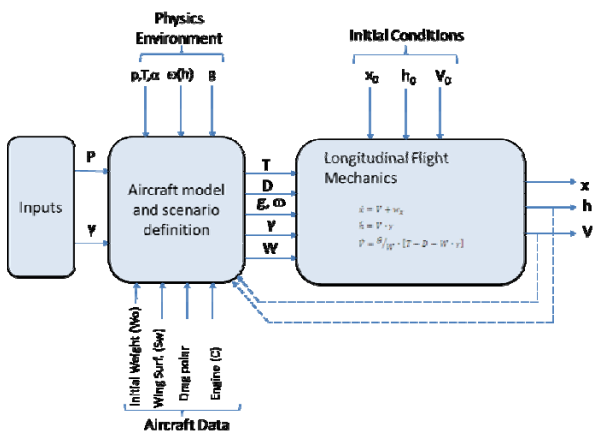 Physics
Environment
p,T,α ω(h) g
Initial Conditions
x₀ h₀ V₀
Inputs
P
γ
Aircraft model
and scenario
definition
T
D
g, ω
γ
W
Longitudinal Flight
Mechanics
ẋ = V + wₓ
ḣ = V · γ
V̇ = g/W · [T − D − W · γ]
x
h
V
Initial Weight (Wo)
Wing Surf. (Sw)
Drag polar
Engine (C)
Aircraft Data